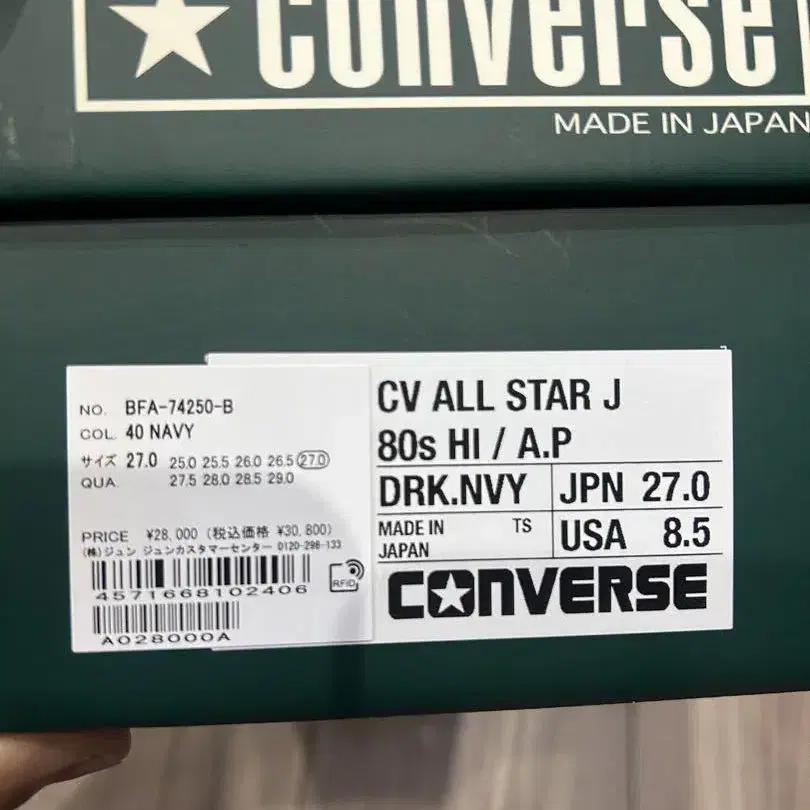 CONVERSE
MADE IN JAPAN
NO. BFA-74250-B
COL. 40 NAVY
サイズ 27.0 25.0 25.5 26.0 26.5 27.0
QUA. 27.5 28.0 28.5 29.0
PRICE ¥28,000 (税込価格 ¥30,800)
(株)ジュン ジュンカスタマーセンター 0120-298-133
RFID
4571668102406
A028000A
CV ALL STAR J
80s HI / A.P
DRK.NVY JPN 27.0
MADE IN JAPAN TS USA 8.5
CONVERSE